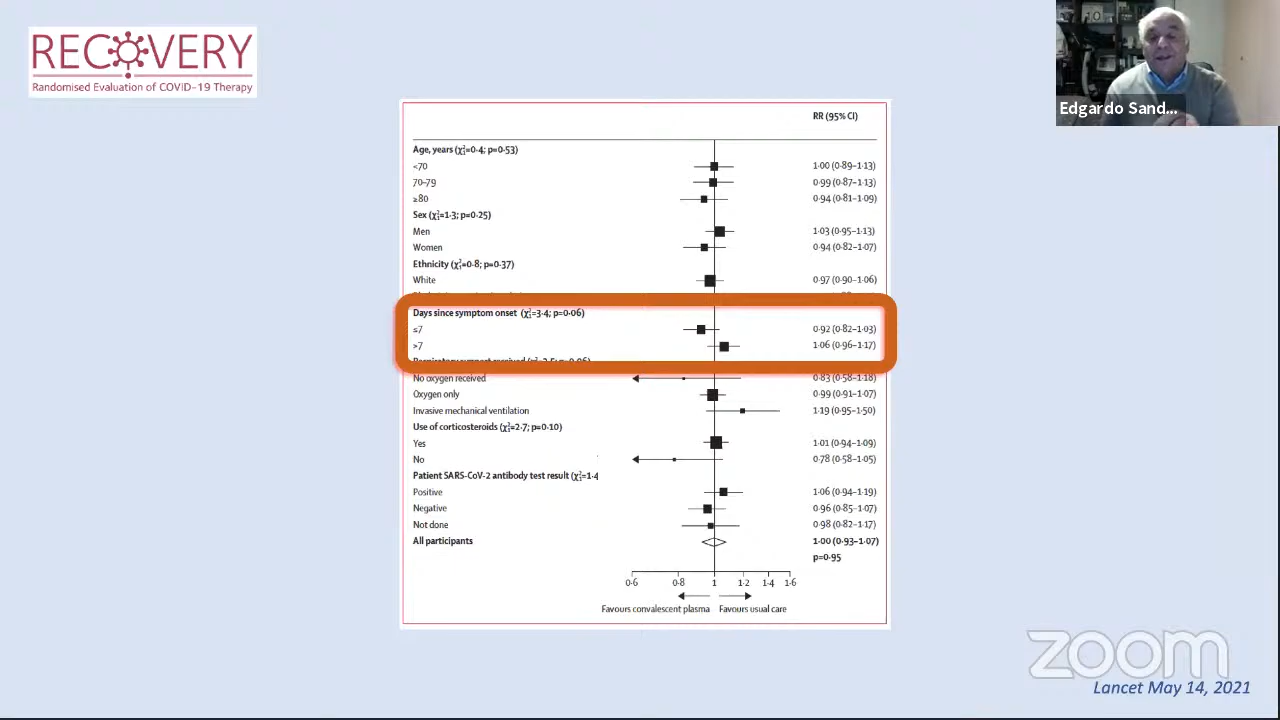 RECOVERY
Randomised Evaluation of COVID-19 Therapy
Edgardo Sand...
RR (95% CI)
Age, years (χ²₁=0·4; p=0·53)
<70 1·00 (0·89–1·13)
70–79 0·99 (0·87–1·13)
≥80 0·94 (0·81–1·09)
Sex (χ²₁=1·3; p=0·25)
Men 1·03 (0·95–1·13)
Women 0·94 (0·82–1·07)
Ethnicity (χ²₁=0·8; p=0·37)
White 0·97 (0·90–1·06)
Days since symptom onset (χ²₁=3·4; p=0·06)
≤7 0·92 (0·82–1·03)
>7 1·06 (0·96–1·17)
No oxygen received 0·83 (0·58–1·18)
Oxygen only 0·99 (0·91–1·07)
Invasive mechanical ventilation 1·19 (0·95–1·50)
Use of corticosteroids (χ²₁=2·7; p=0·10)
Yes 1·01 (0·94–1·09)
No 0·78 (0·58–1·05)
Patient SARS-CoV-2 antibody test result (χ²₁=1·4
Positive 1·06 (0·94–1·19)
Negative 0·96 (0·85–1·07)
Not done 0·98 (0·82–1·17)
All participants 1·00 (0·93–1·07)
p=0·95
0·6 0·8 1 1·2 1·4 1·6
Favours convalescent plasma Favours usual care
zoom
Lancet May 14, 2021